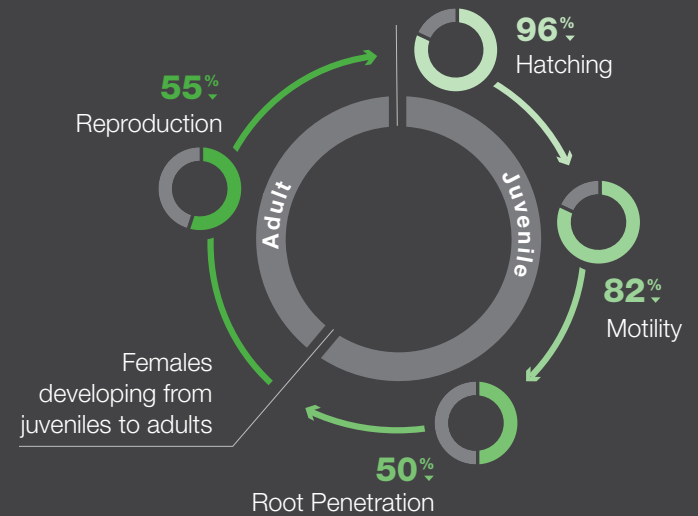 96%
Hatching
55%
Reproduction
Adult
Juvenile
82%
Motility
Females
developing from
juveniles to adults
50%
Root Penetration